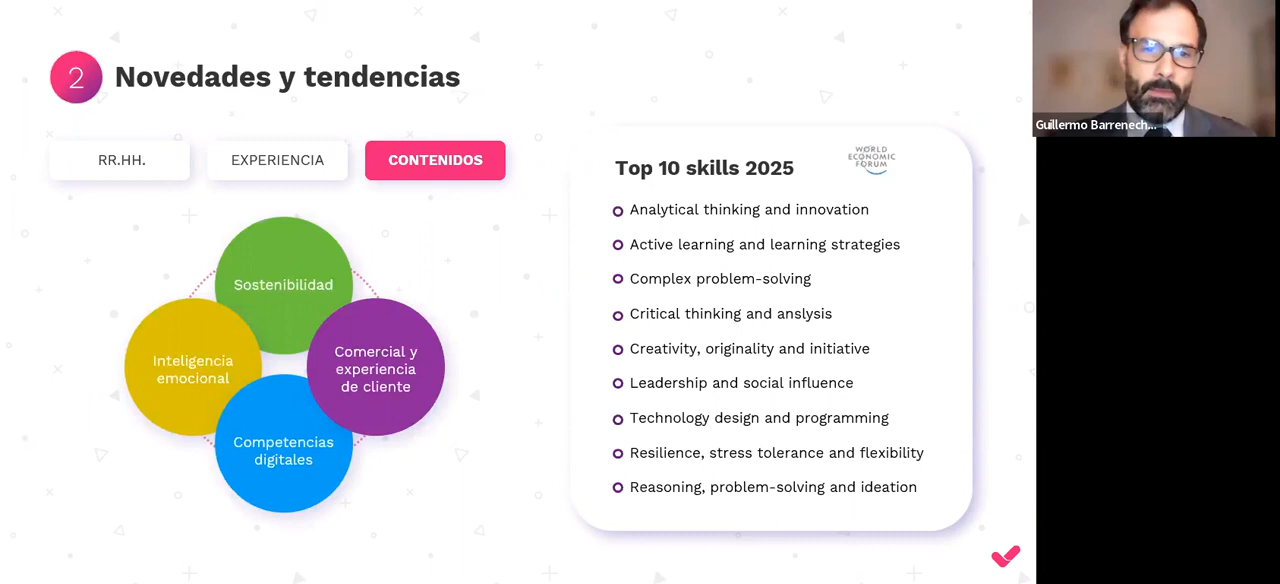 2
Novedades y tendencias
RR.HH.
EXPERIENCIA
CONTENIDOS
Sostenibilidad
Inteligencia
emocional
Comercial y
experiencia
de cliente
Competencias
digitales
Top 10 skills 2025
WORLD
ECONOMIC
FORUM
Analytical thinking and innovation
Active learning and learning strategies
Complex problem-solving
Critical thinking and anslysis
Creativity, originality and initiative
Leadership and social influence
Technology design and programming
Resilience, stress tolerance and flexibility
Reasoning, problem-solving and ideation
Guillermo Barrenech...